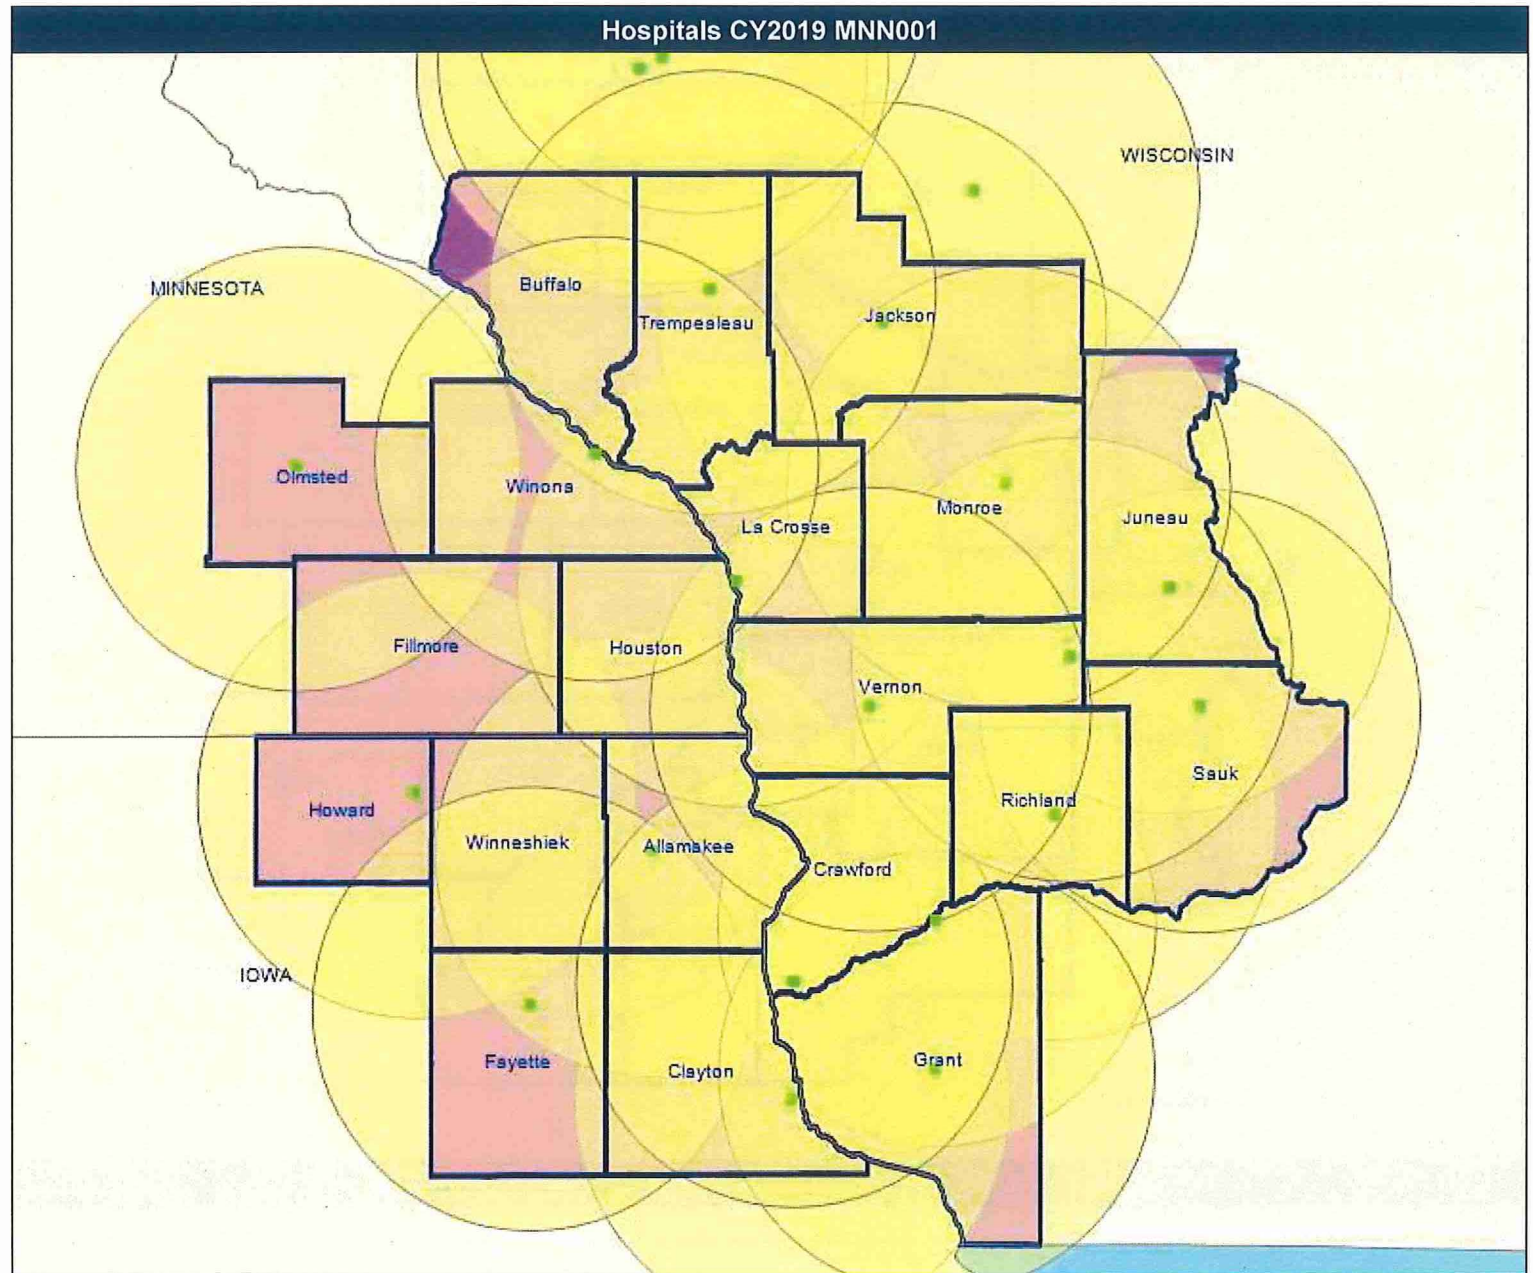 Hospitals CY2019 MNN001
WISCONSIN
MINNESOTA
Buffalo
Trempealeau
Jackson
Olmsted
Winona
La Crosse
Monroe
Juneau
Fillmore
Houston
Vernon
Sauk
Howard
Richland
Winneshiek
Allamakee
Crawford
IOWA
Fayette
Clayton
Grant